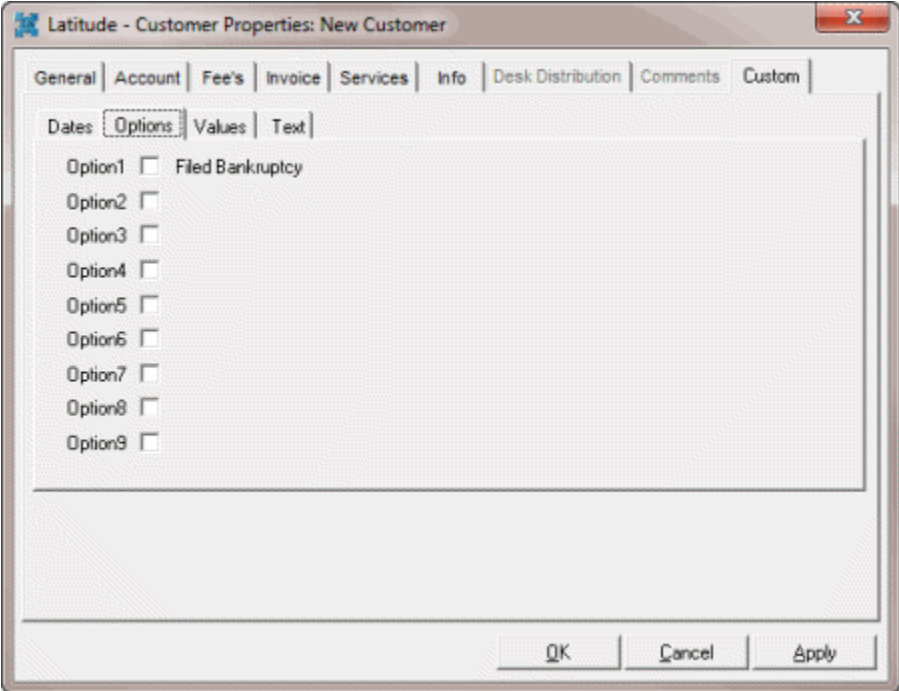 Latitude - Customer Properties: New Customer
General Account Fee's Invoice Services Info Desk Distribution Comments Custom
Dates Options Values Text
Option1 Filed Bankruptcy
Option2
Option3
Option4
Option5
Option6
Option7
Option8
Option9
OK Cancel Apply